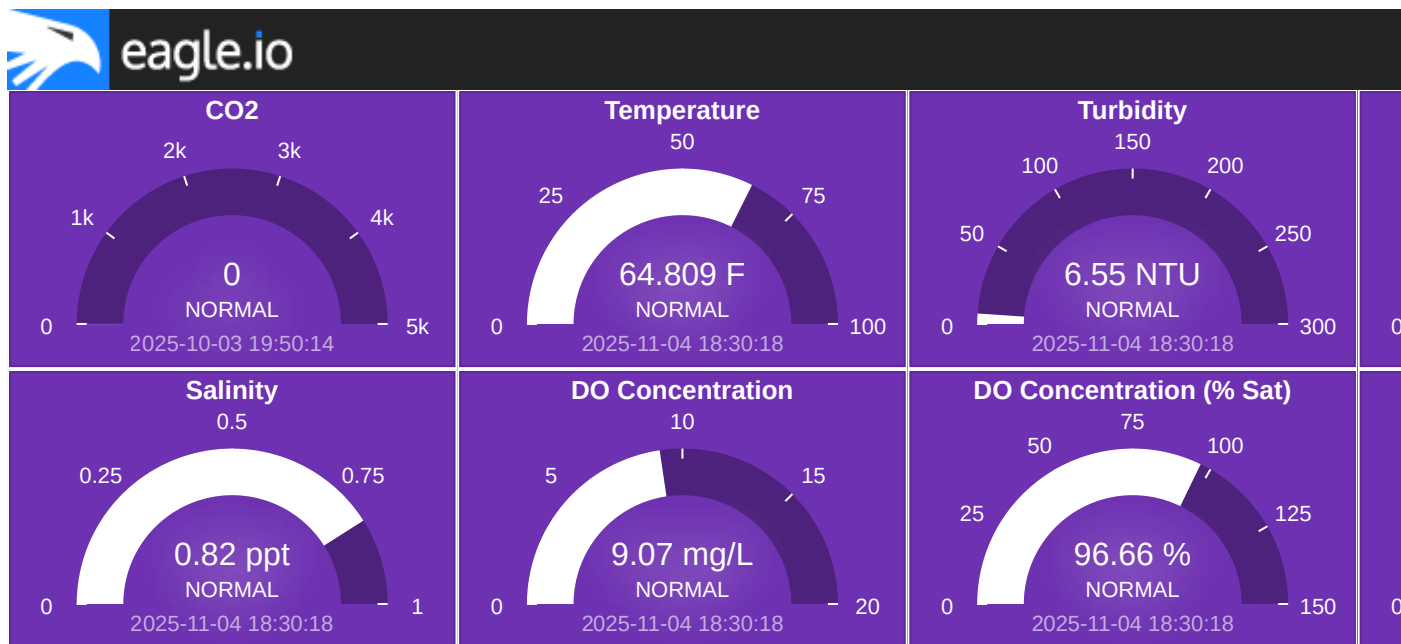 eagle.io
CO2
2k 3k
1k 4k
0
NORMAL
0 5k
2025-10-03 19:50:14
Temperature
50
25 75
64.809 F
NORMAL
0 100
2025-11-04 18:30:18
Turbidity
150
100 200
50 250
6.55 NTU
NORMAL
0 300
2025-11-04 18:30:18
0
Salinity
0.5
0.25 0.75
0.82 ppt
NORMAL
0 1
2025-11-04 18:30:18
DO Concentration
10
5 15
9.07 mg/L
NORMAL
0 20
2025-11-04 18:30:18
DO Concentration (% Sat)
75
50 100
25 125
96.66 %
NORMAL
0 150
2025-11-04 18:30:18
0